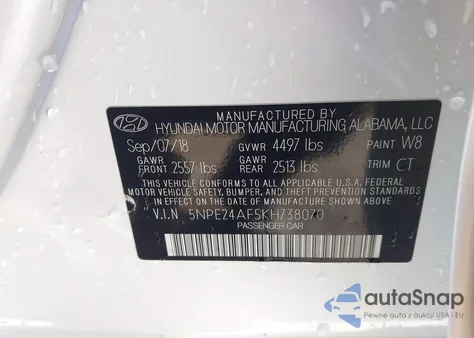 MANUFACTURED BY
HYUNDAI MOTOR MANUFACTURING ALABAMA, LLC
Sep/07/18 GVWR 4497 lbs PAINT W8
GAWR FRONT 2557 lbs GAWR REAR 2513 lbs TRIM CT
THIS VEHICLE CONFORMS TO ALL APPLICABLE FEDERAL
MOTOR VEHICLE SAFETY, BUMPER, AND THEFT PREVENTION STANDARDS
IN EFFECT ON THE DATE OF MANUFACTURE SHOWN ABOVE.
V.I.N 5NPE24AF5KH738070
PASSENGER CAR
autoSnap
Pewne auta z aukcji USA i EU